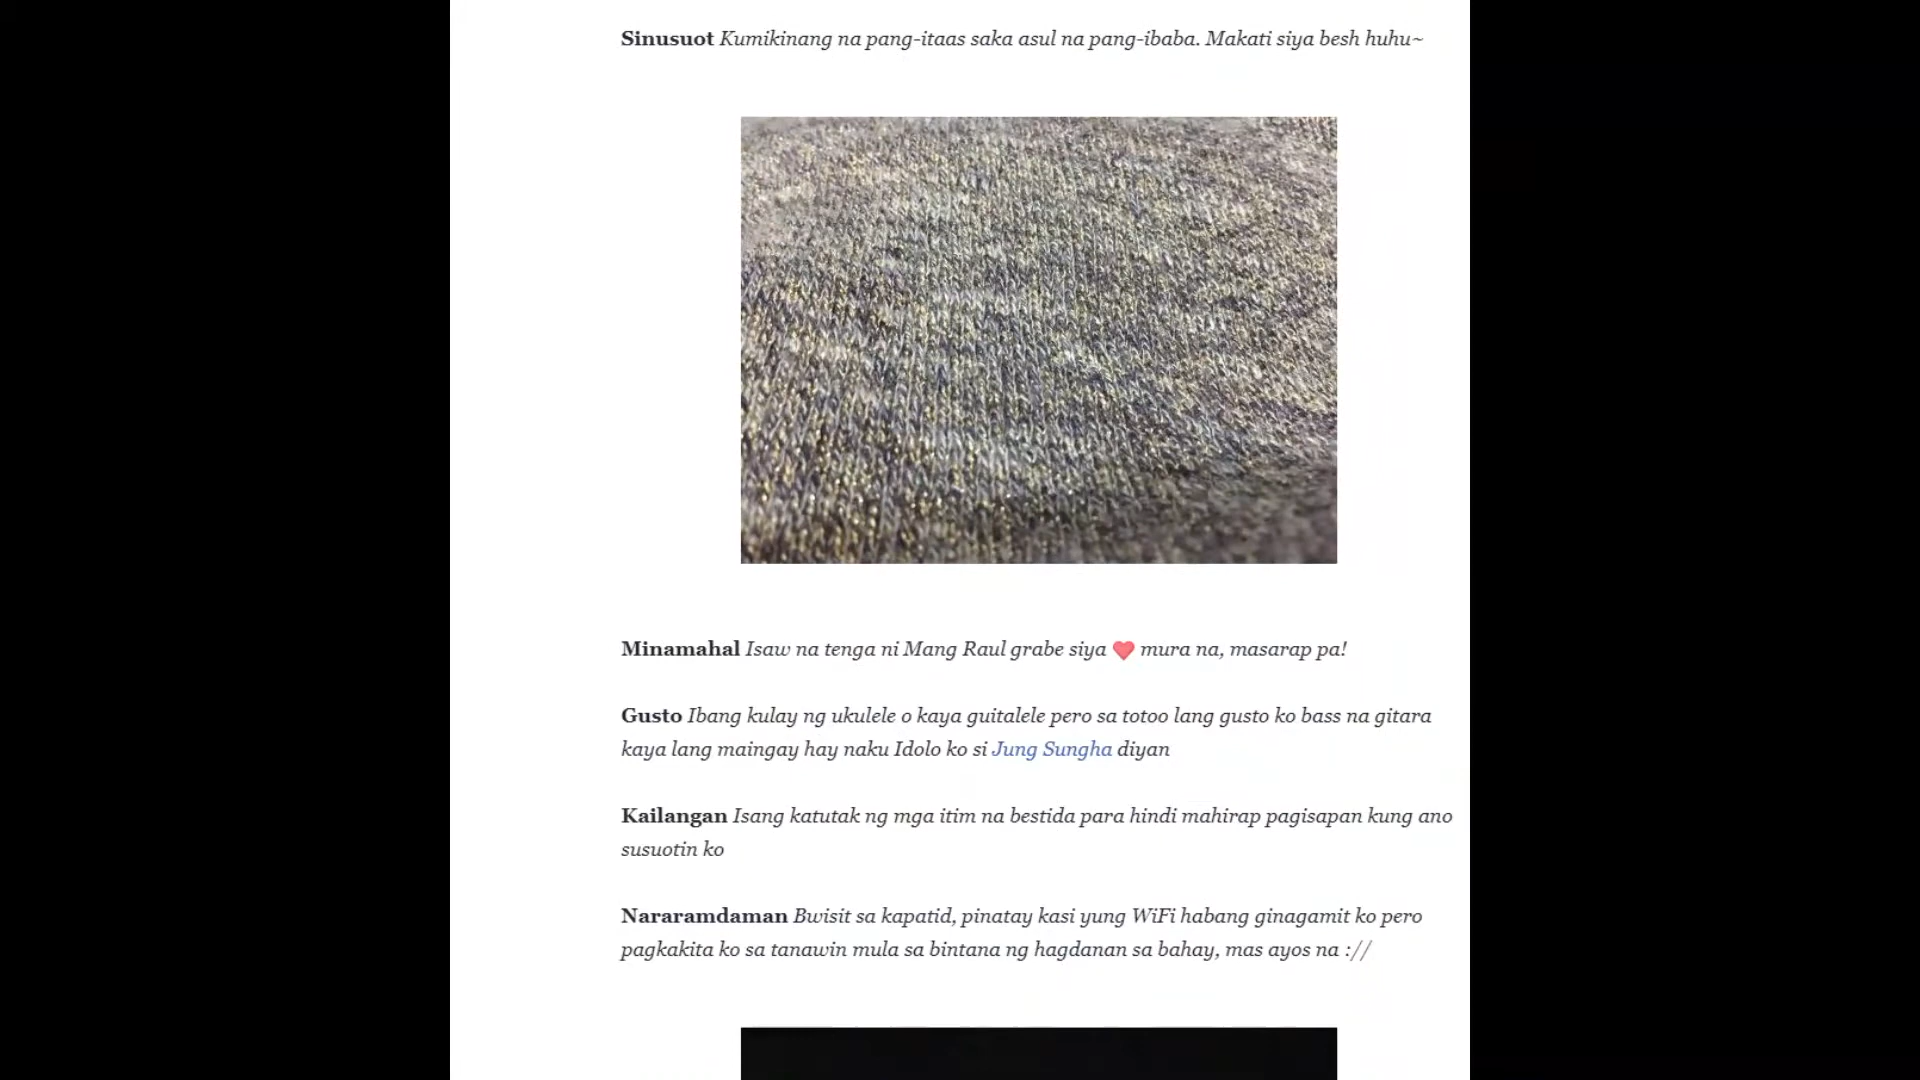 Sinusuot Kumikinang na pang-itaas saka asul na pang-ibaba. Makati siya besh huhu~
Minamahal Isaw na tenga ni Mang Raul grabe siya ❤ mura na, masarap pa!
Gusto Ibang kulay ng ukulele o kaya guitalele pero sa totoo lang gusto ko bass na gitara
kaya lang maingay hay naku Idolo ko si Jung Sungha diyan
Kailangan Isang katutak ng mga itim na bestida para hindi mahirap pagisapan kung ano
susuotin ko
Nararamdaman Bwisit sa kapatid, pinatay kasi yung WiFi habang ginagamit ko pero
pagkakita ko sa tanawin mula sa bintana ng hagdanan sa bahay, mas ayos na ://